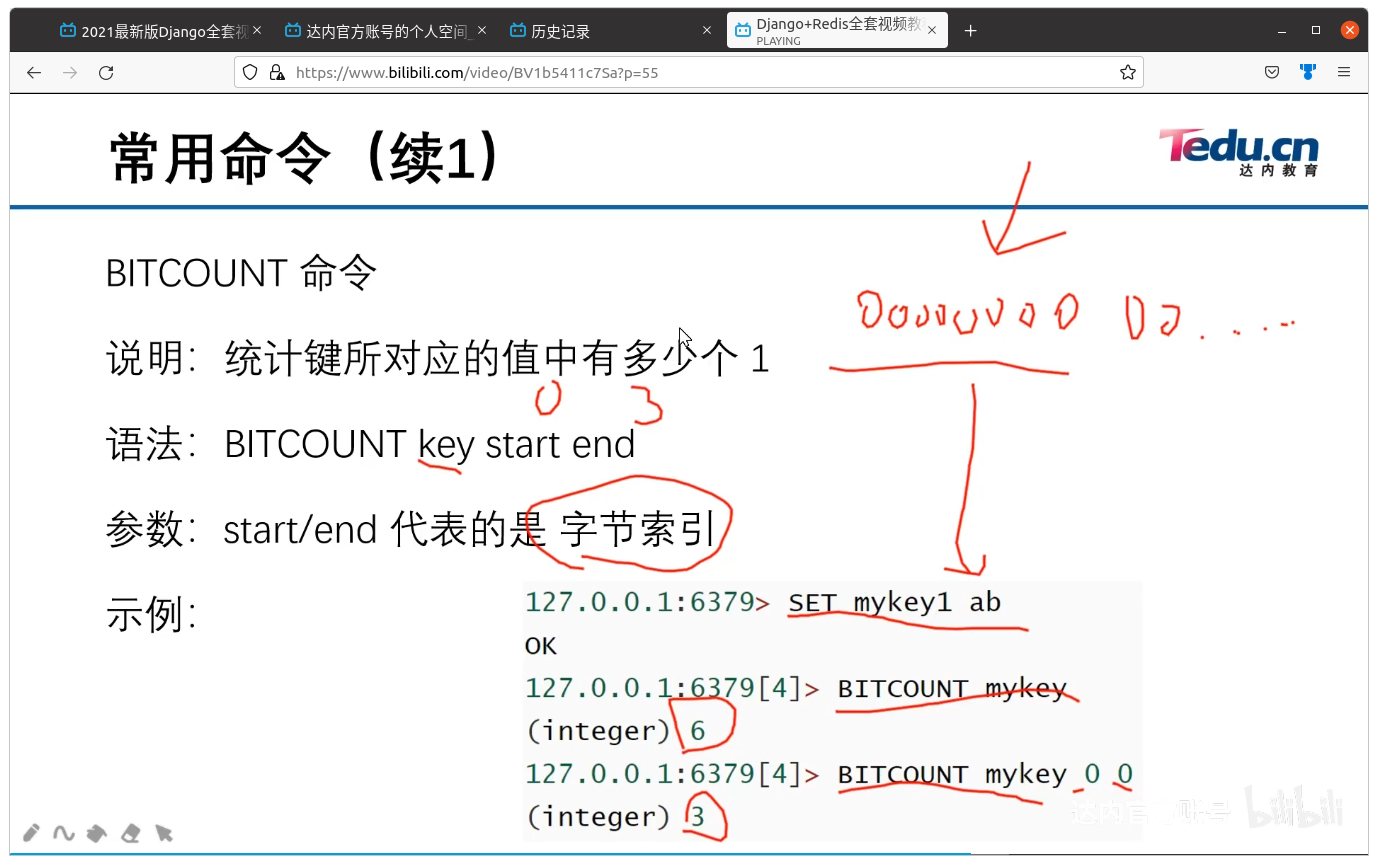 2021最新版Django全套视
达内官方账号的个人空间_
历史记录
Django+Redis全套视频教
PLAYING
https://www.bilibili.com/video/BV1b5411c7Sa?p=55
常用命令（续1）
Tedu.cn
达内教育
BITCOUNT 命令
说明：统计键所对应的值中有多少个 1
0 3
语法：BITCOUNT key start end
参数：start/end 代表的是 字节索引
示例：
127.0.0.1:6379> SET mykey1 ab
OK
127.0.0.1:6379[4]> BITCOUNT mykey
(integer) 6
127.0.0.1:6379[4]> BITCOUNT mykey 0 0
(integer) 3
达内官方账号 bilibili